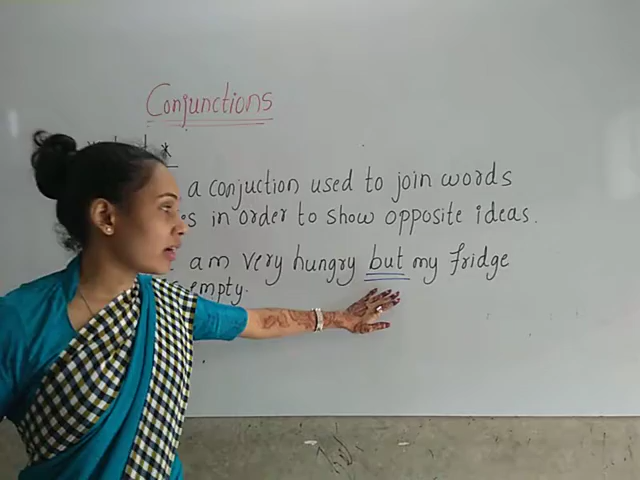 Conjunctions
a conjuction used to join words
in order to show opposite ideas.
am very hungry but my fridge
empty.